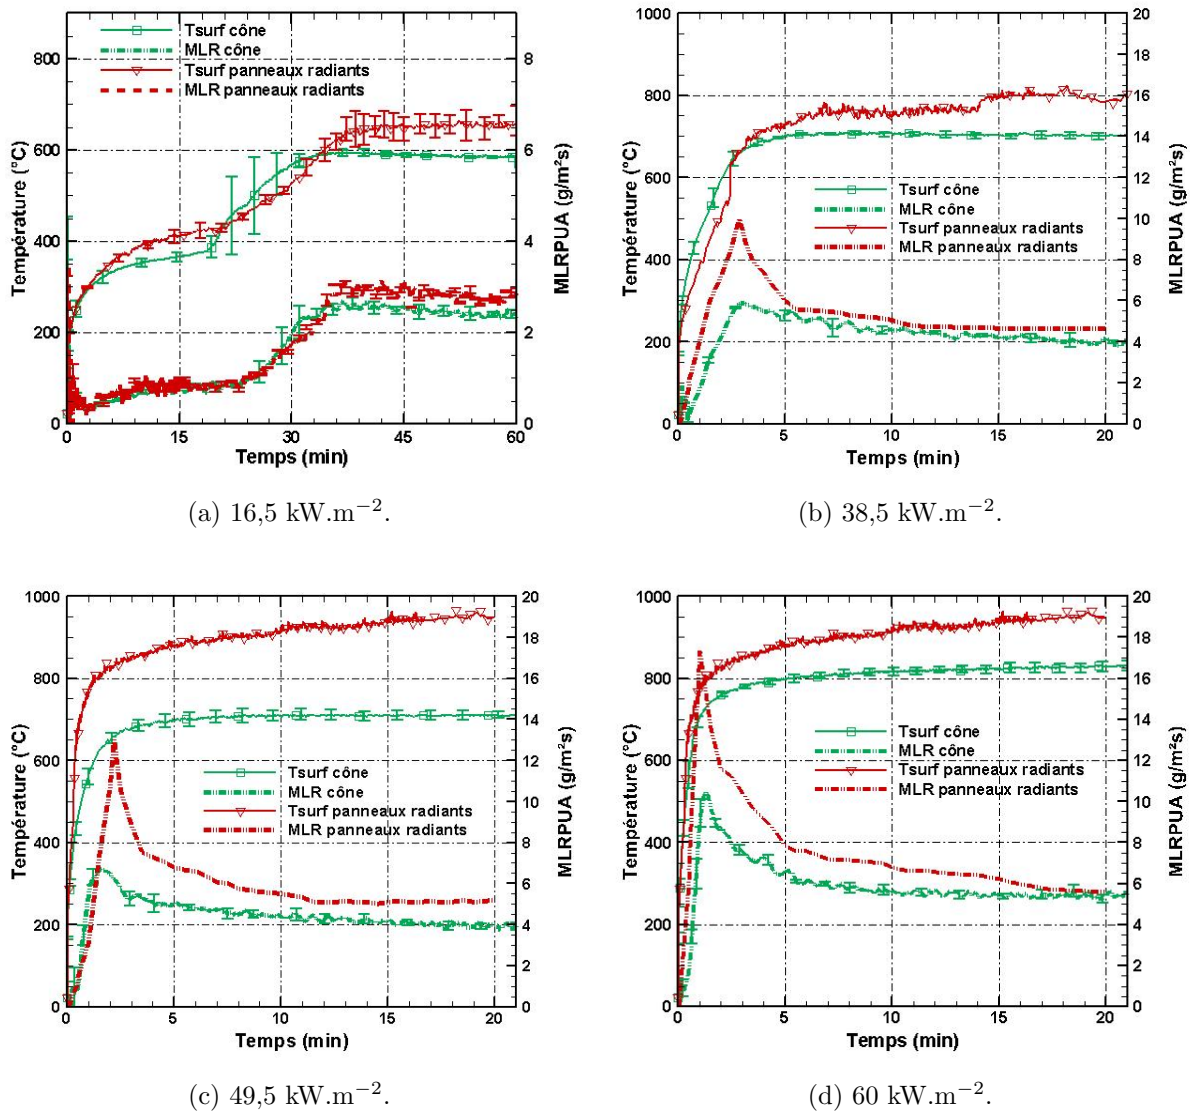 Tsurf cône
MLR cône
Tsurf panneaux radiants
MLR panneaux radiants
800
600
400
200
0
Température (°C)
8
6
4
2
0
MLRPUA (g/m²s)
0 15 30 45 60
Temps (min)
(a) 16,5 kW.m−2.
1000
800
600
400
200
0
Température (°C)
Tsurf cône
MLR cône
Tsurf panneaux radiants
MLR panneaux radiants
20
18
16
14
12
10
8
6
4
2
0
MLRPUA (g/m²s)
0 5 10 15 20
Temps (min)
(b) 38,5 kW.m−2.
1000
800
600
400
200
0
Température (°C)
Tsurf cône
MLR cône
Tsurf panneaux radiants
MLR panneaux radiants
20
18
16
14
12
10
8
6
4
2
0
MLRPUA (g/m²s)
0 5 10 15 20
Temps (min)
(c) 49,5 kW.m−2.
1000
800
600
400
200
0
Température (°C)
Tsurf cône
MLR cône
Tsurf panneaux radiants
MLR panneaux radiants
20
18
16
14
12
10
8
6
4
2
0
MLRPUA (g/m²s)
0 5 10 15 20
Temps (min)
(d) 60 kW.m−2.